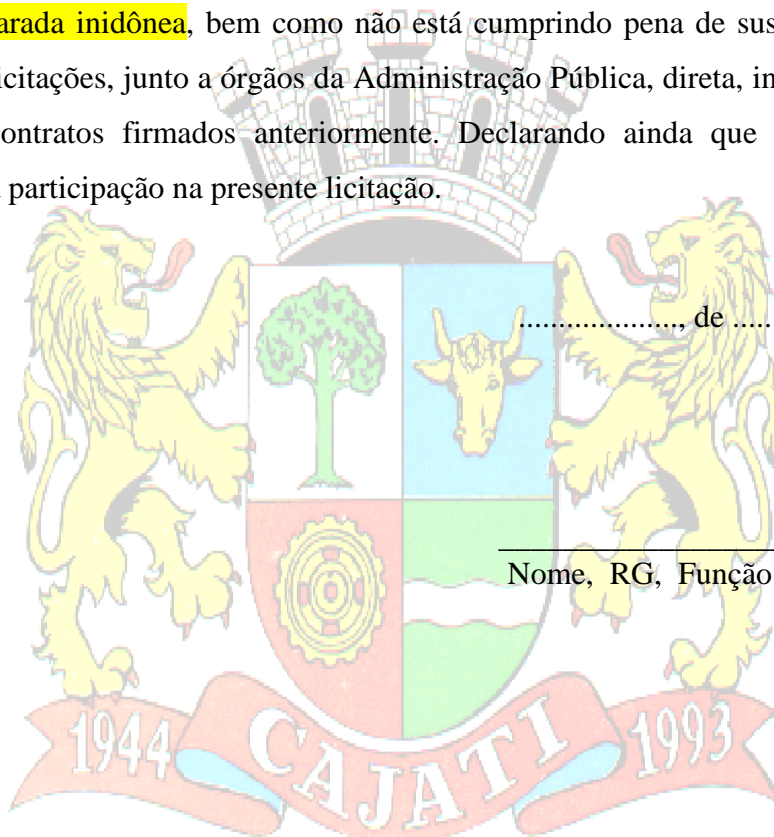 arada inidônea, bem como não está cumprindo pena de sus
icitações, junto a órgãos da Administração Pública, direta, in
ontratos firmados anteriormente. Declarando ainda que
participação na presente licitação.
...................., de .....
Nome, RG, Função
1944 CAJATI 1993